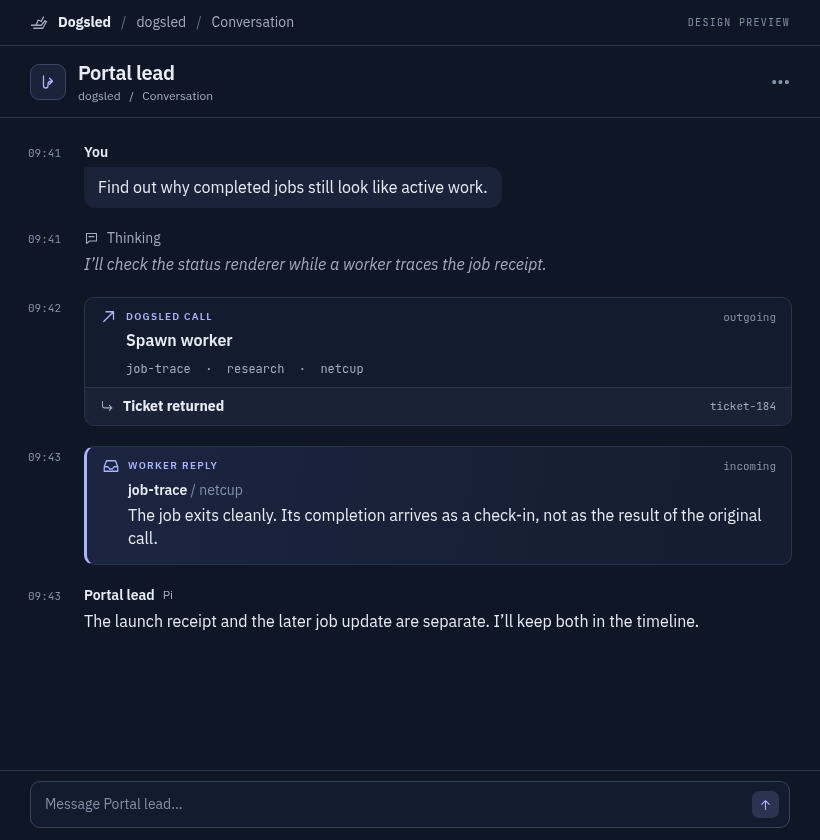 Dogsled / dogsled / Conversation
DESIGN PREVIEW
Portal lead
dogsled / Conversation
09:41
You
Find out why completed jobs still look like active work.
09:41
Thinking
I’ll check the status renderer while a worker traces the job receipt.
09:42
DOGSLED CALL
outgoing
Spawn worker
job-trace · research · netcup
Ticket returned
ticket-184
09:43
WORKER REPLY
incoming
job-trace / netcup
The job exits cleanly. Its completion arrives as a check-in, not as the result of the original
call.
09:43
Portal lead Pi
The launch receipt and the later job update are separate. I’ll keep both in the timeline.
Message Portal lead...